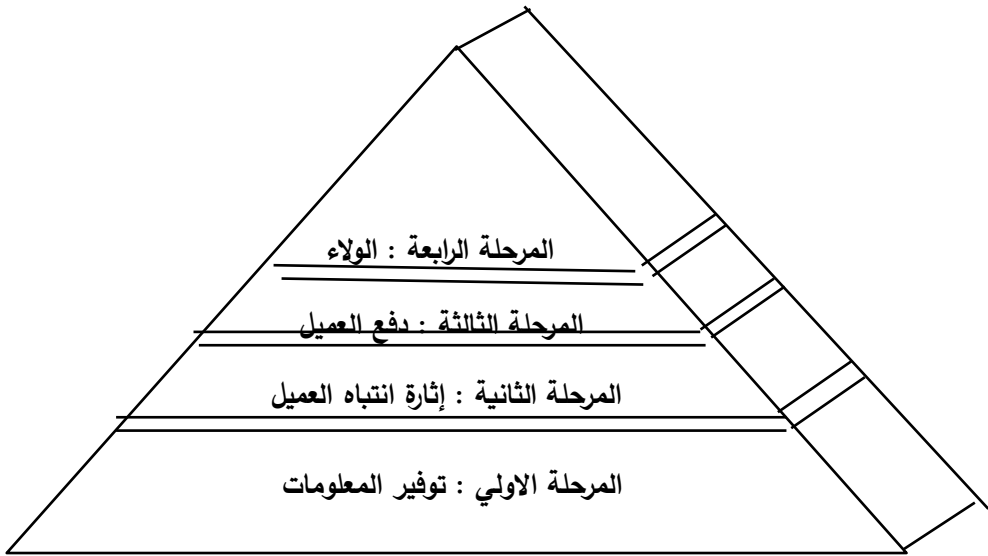 المرحلة الرابعة : الولاء
المرحلة الثالثة : دفع العميل
المرحلة الثانية : إثارة انتباه العميل
المرحلة الاولي : توفير المعلومات